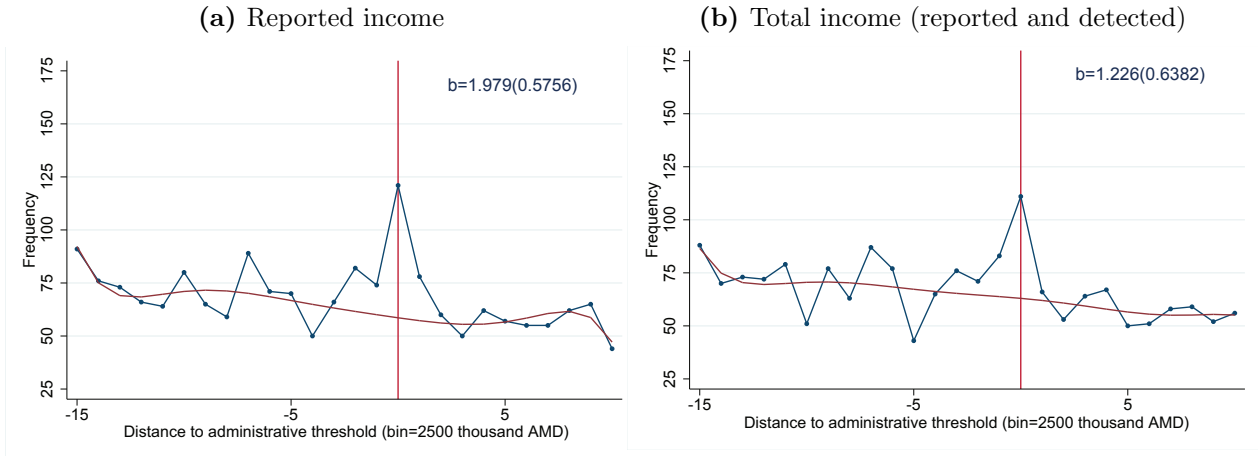 (a) Reported income
b=1.979(0.5756)
Frequency
175
150
125
100
75
50
25
-15
-5
5
Distance to administrative threshold (bin=2500 thousand AMD)
(b) Total income (reported and detected)
b=1.226(0.6382)
Frequency
175
150
125
100
75
50
25
-15
-5
5
Distance to administrative threshold (bin=2500 thousand AMD)